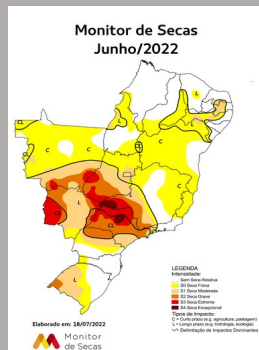 Monitor de Secas
Junho/2022
CL
L
C
C
C
L
C
L
CL
L
LEGENDA
Intensidade:
Sem Seca Relativa
S0 Seca Fraca
S1 Seca Moderada
S2 Seca Grave
S3 Seca Extrema
S4 Seca Excepcional
Tipos de Impacto:
C = Curto prazo (e.g. agricultura, pastagem)
L = Longo prazo (e.g. hidrologia, ecologia)
Delimitação de Impactos Dominantes
Elaborado em: 18/07/2022
Monitor
de Secas